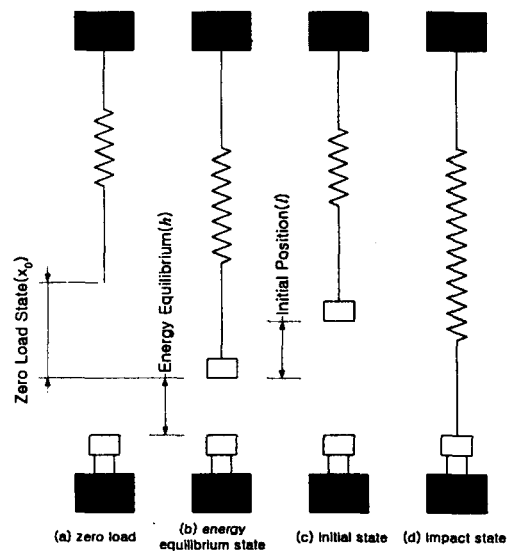 Zero Load State(x₀)
Energy Equilibrium(h)
Initial Position(l)
(a) zero load
(b) energy
equilibrium state
(c) Initial state
(d) Impact state